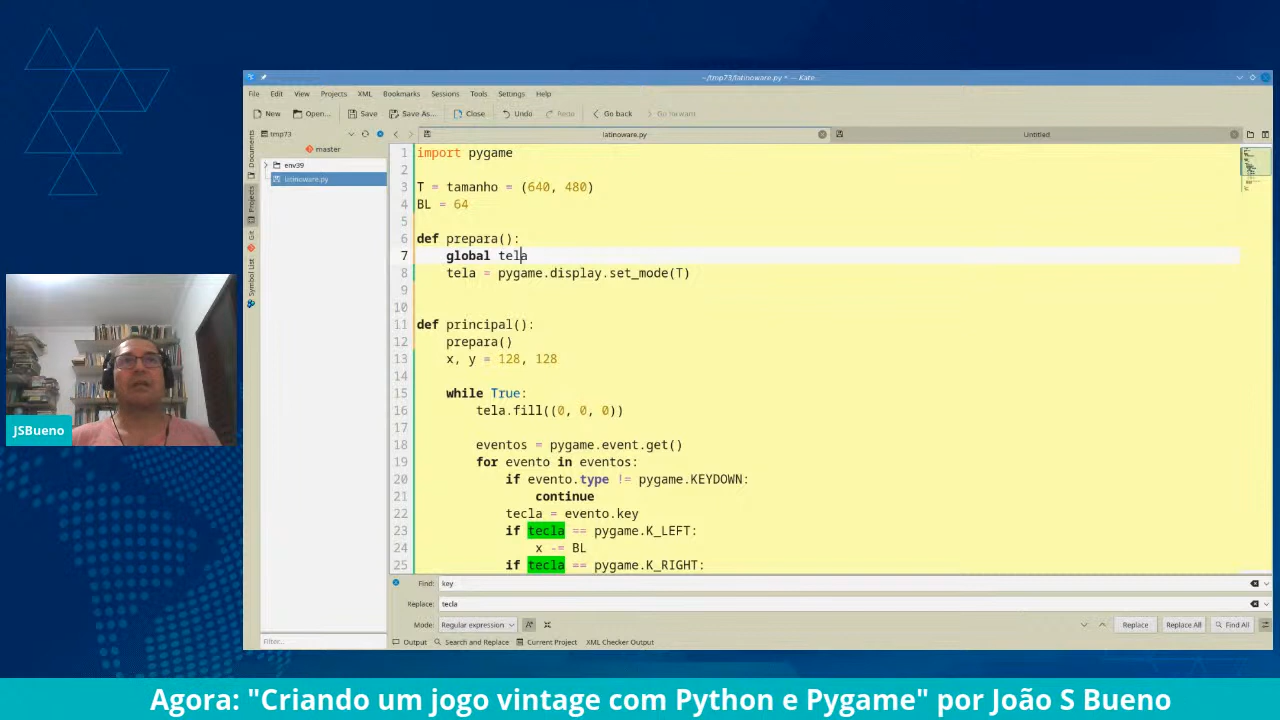 ~/tmp73/latinoware.py * — Kate
File Edit View Projects XML Bookmarks Sessions Tools Settings Help
New Open... Save Save As... Close Undo Redo Go back Go forward
tmp73 latinoware.py Untitled
master
env39
latinoware.py
Documents
Projects
Git
Symbol List
1 import pygame
2
3 T = tamanho = (640, 480)
4 BL = 64
5
6 def prepara():
7 global tela
8 tela = pygame.display.set_mode(T)
9
10
11 def principal():
12 prepara()
13 x, y = 128, 128
14
15 while True:
16 tela.fill((0, 0, 0))
17
18 eventos = pygame.event.get()
19 for evento in eventos:
20 if evento.type != pygame.KEYDOWN:
21 continue
22 tecla = evento.key
23 if tecla == pygame.K_LEFT:
24 x -= BL
25 if tecla == pygame.K_RIGHT:
JSBueno
Find: key
Replace: tecla
Mode: Regular expression Replace Replace All Find All
Filter...
Output Search and Replace Current Project XML Checker Output
Agora: "Criando um jogo vintage com Python e Pygame" por João S Bueno